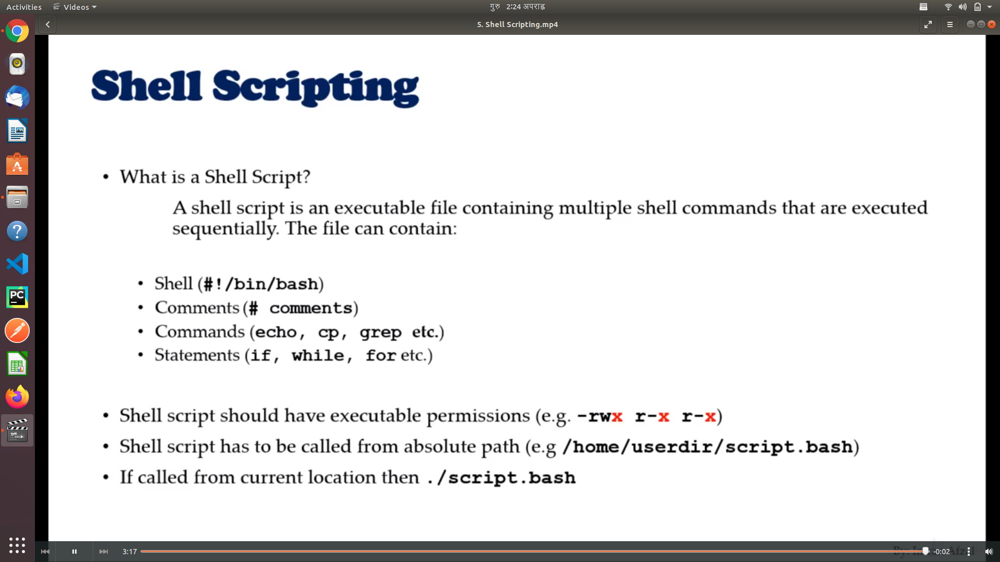 Activities
Videos
गुरु 2:24 अपराह्न
5. Shell Scripting.mp4
Shell Scripting
• What is a Shell Script?
A shell script is an executable file containing multiple shell commands that are executed
sequentially. The file can contain:
• Shell (#!/bin/bash)
• Comments (# comments)
• Commands (echo, cp, grep etc.)
• Statements (if, while, for etc.)
• Shell script should have executable permissions (e.g. -rwx r-x r-x)
• Shell script has to be called from absolute path (e.g /home/userdir/script.bash)
• If called from current location then ./script.bash
PC
3:17
-0:02
By: